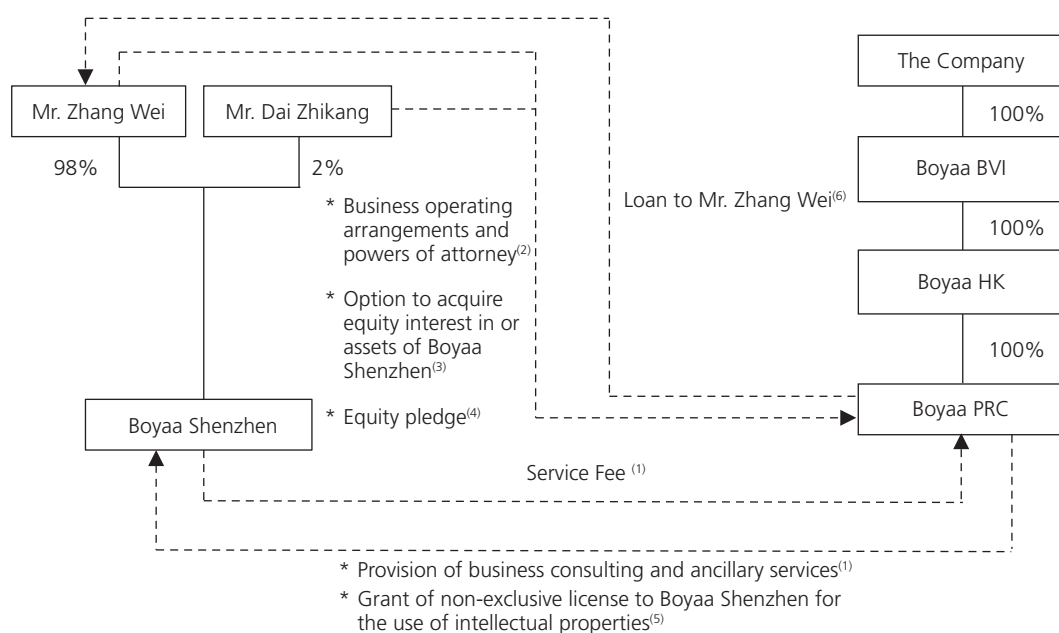 The Company
Mr. Zhang Wei
Mr. Dai Zhikang
100%
98%
2%
Boyaa BVI
* Business operating
arrangements and
powers of attorney(2)
Loan to Mr. Zhang Wei(6)
100%
Boyaa HK
* Option to acquire
equity interest in or
assets of Boyaa
Shenzhen(3)
100%
Boyaa Shenzhen
* Equity pledge(4)
Boyaa PRC
Service Fee (1)
* Provision of business consulting and ancillary services(1)
* Grant of non-exclusive license to Boyaa Shenzhen for
the use of intellectual properties(5)